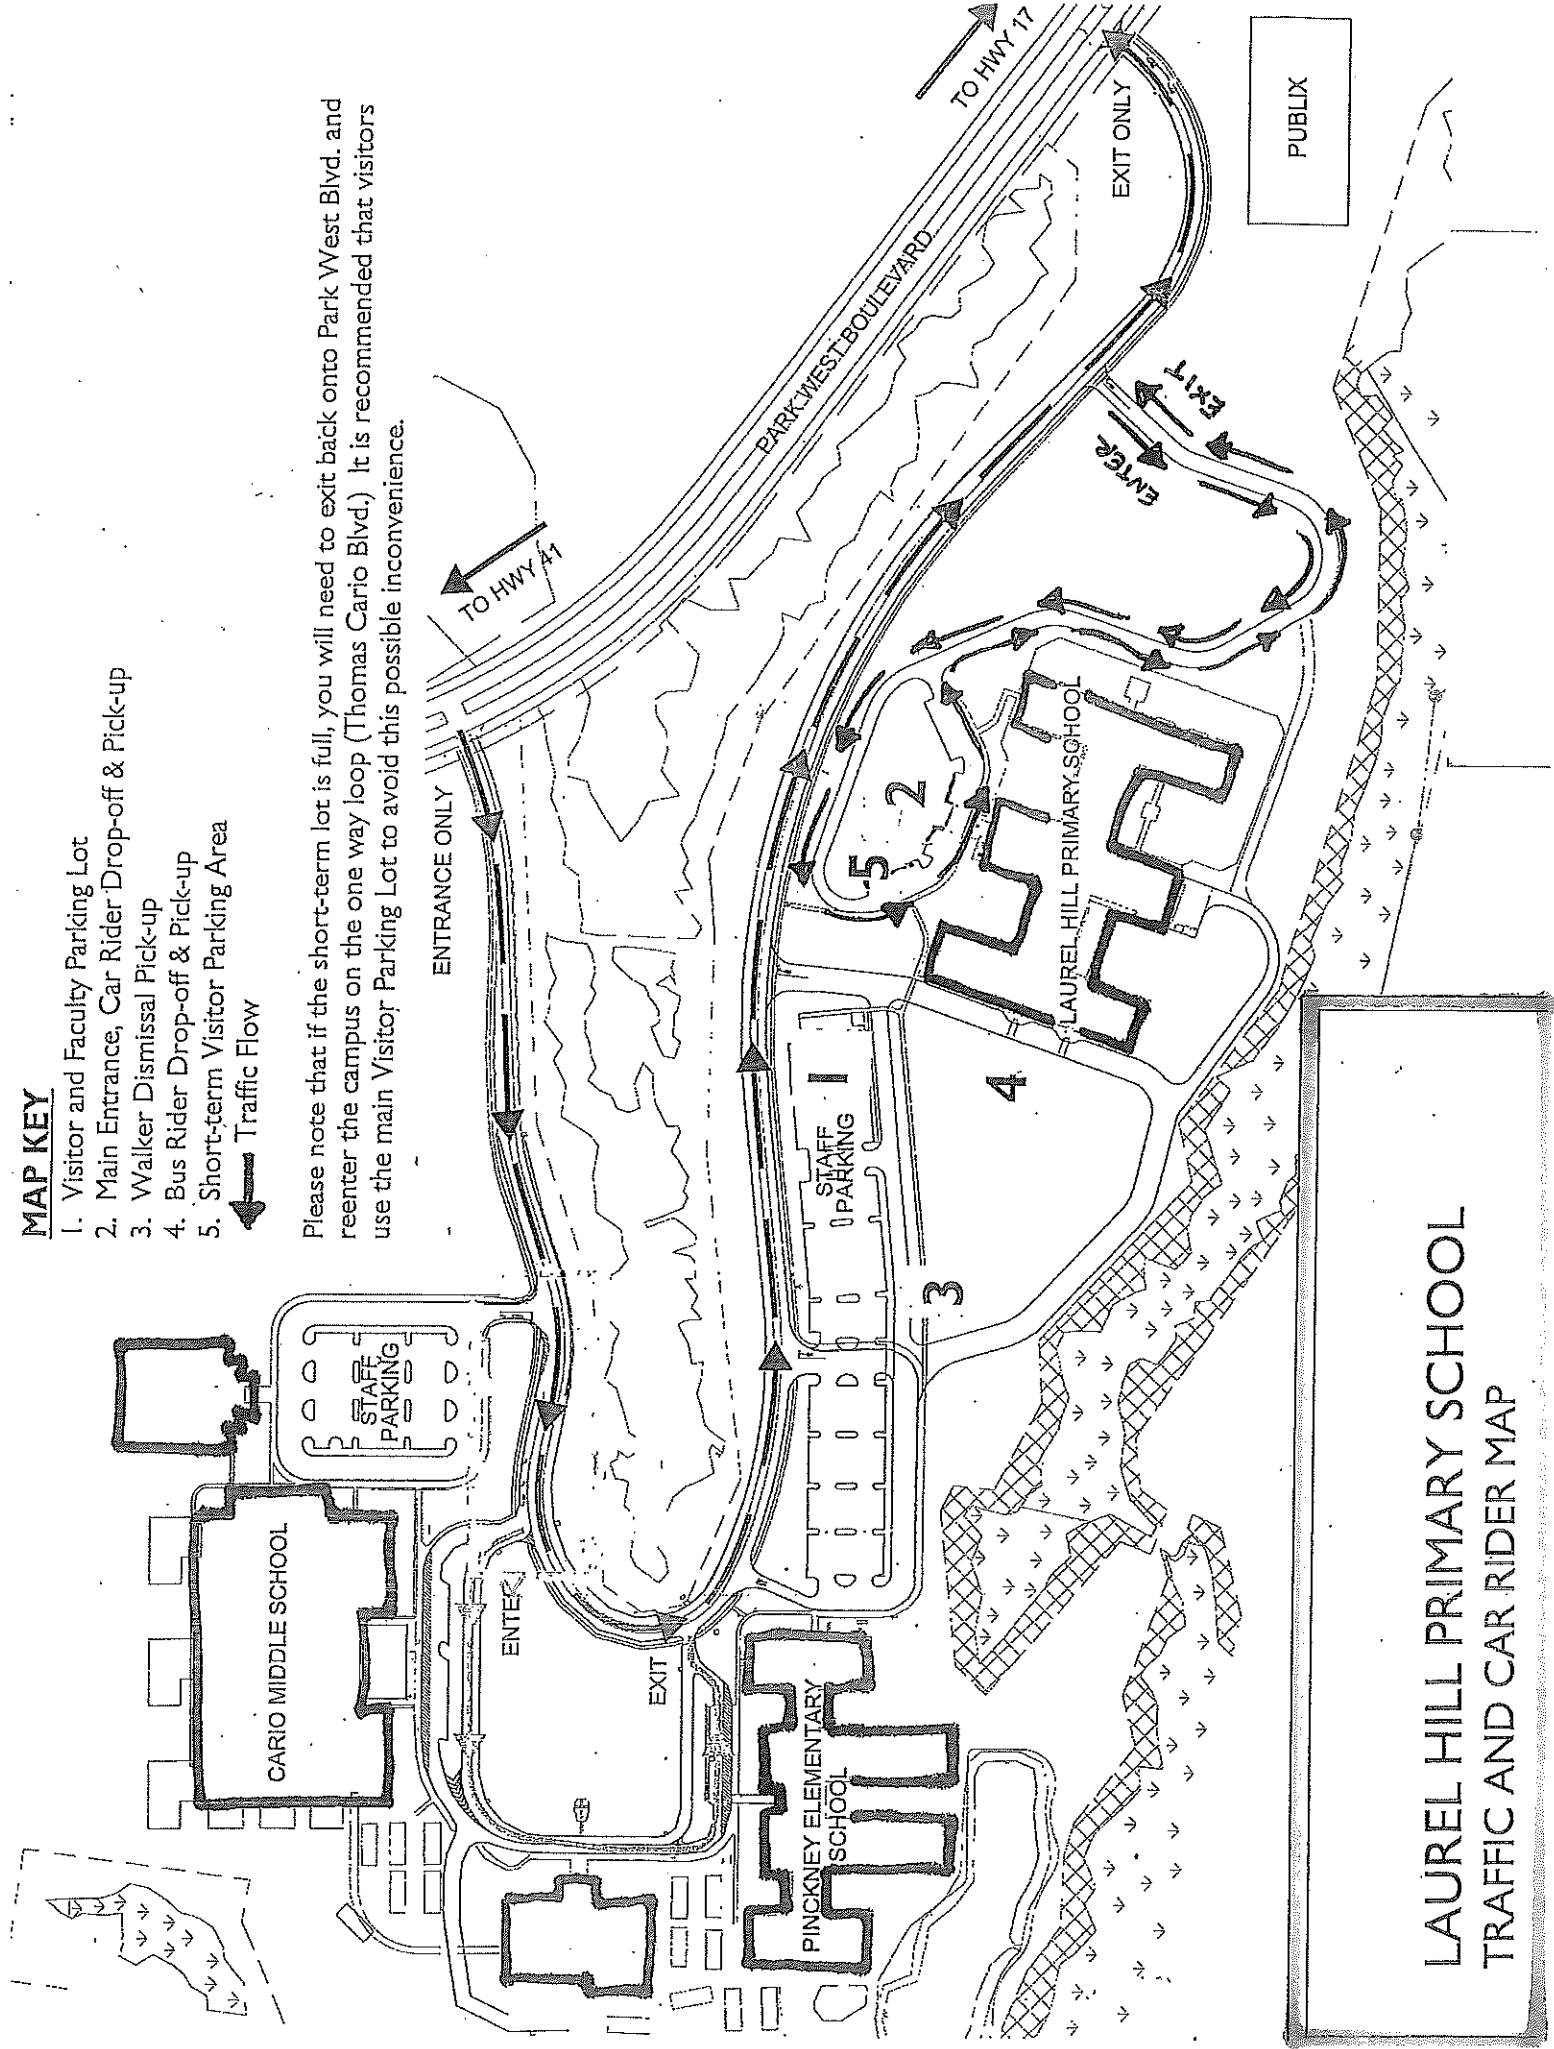 MAP KEY
1. Visitor and Faculty Parking Lot
2. Main Entrance, Car Rider Drop-off & Pick-up
3. Walker Dismissal Pick-up
4. Bus Rider Drop-off & Pick-up
5. Short-term Visitor Parking Area
Traffic Flow
Please note that if the short-term lot is full, you will need to exit back onto Park West Blvd. and
reenter the campus on the one way loop (Thomas Cario Blvd.) It is recommended that visitors
use the main Visitor Parking Lot to avoid this possible inconvenience.
TO HWY 17
TO HWY 41
ENTRANCE ONLY
PARK WEST BOULEVARD
EXIT ONLY
PUBLIX
STAFF
PARKING
CARIO MIDDLE SCHOOL
ENTER
EXIT
PINCKNEY ELEMENTARY
SCHOOL
STAFF
PARKING
1
2
3
4
5
ENTER
EXIT
LAUREL HILL PRIMARY SCHOOL
LAUREL HILL PRIMARY SCHOOL
TRAFFIC AND CAR RIDER MAP